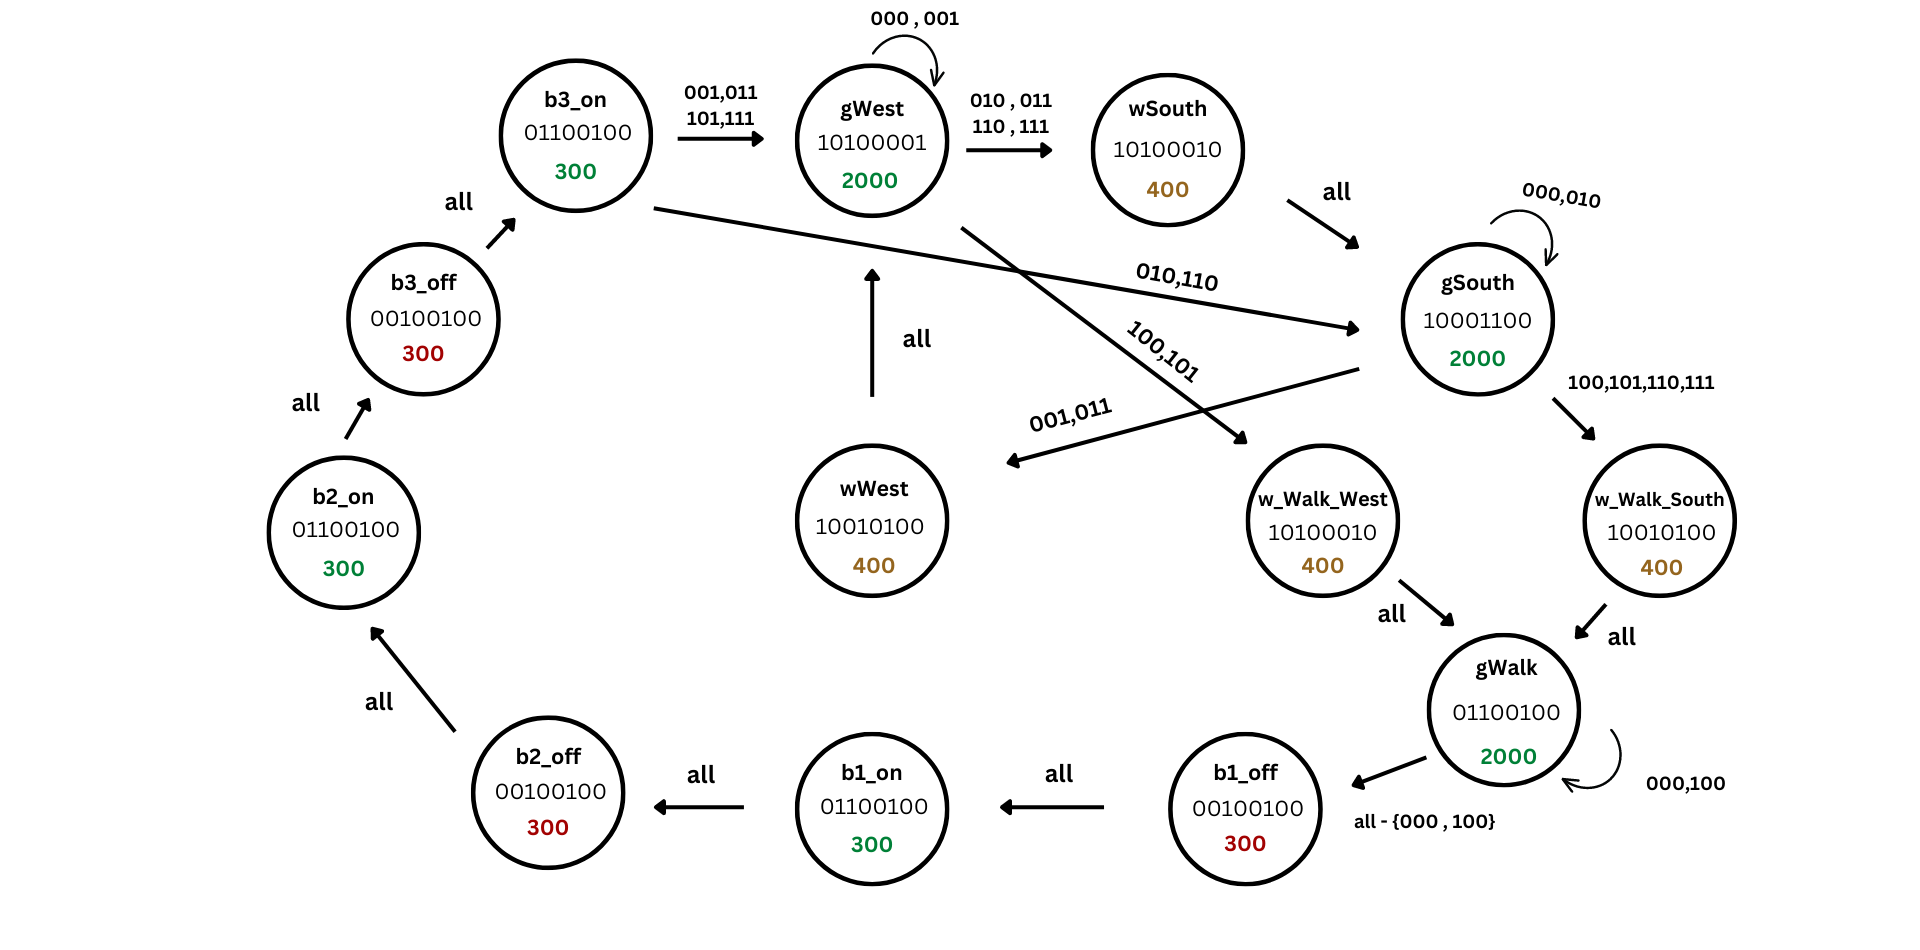 000 , 001
b3_on
01100100
300
001,011
101,111
gWest
10100001
2000
010 , 011
110 , 111
wSouth
10100010
400
all
all
000,010
b3_off
00100100
300
010,110
gSouth
10001100
2000
all
100,101
100,101,110,111
all
001,011
b2_on
01100100
300
wWest
10010100
400
w_Walk_West
10100010
400
w_Walk_South
10010100
400
all
all
gWalk
01100100
2000
all
000,100
b2_off
00100100
300
all
b1_on
01100100
300
all
b1_off
00100100
300
all - {000 , 100}